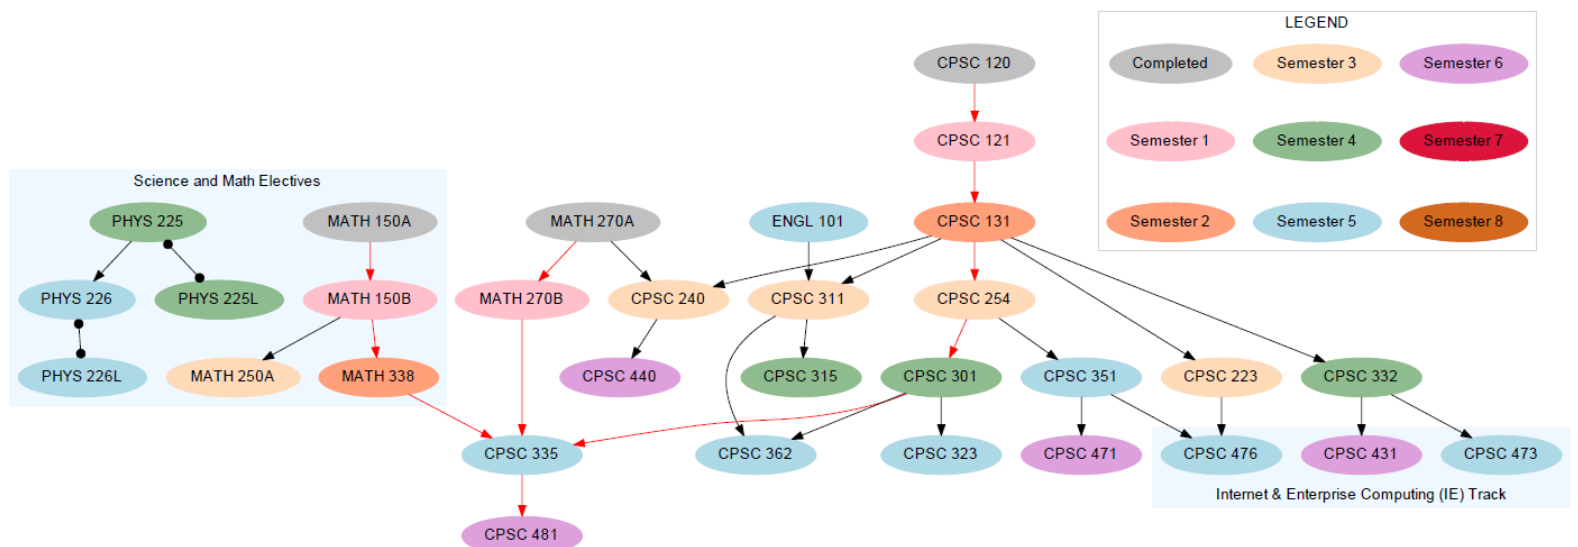 LEGEND
CPSC 120
Completed
Semester 3
Semester 6
CPSC 121
Semester 1
Semester 4
Semester 7
Science and Math Electives
PHYS 225
MATH 150A
MATH 270A
ENGL 101
CPSC 131
Semester 2
Semester 5
Semester 8
PHYS 226
PHYS 225L
MATH 150B
MATH 270B
CPSC 240
CPSC 311
CPSC 254
PHYS 226L
MATH 250A
MATH 338
CPSC 440
CPSC 315
CPSC 301
CPSC 351
CPSC 223
CPSC 332
CPSC 335
CPSC 362
CPSC 323
CPSC 471
CPSC 476
CPSC 431
CPSC 473
Internet & Enterprise Computing (IE) Track
CPSC 481